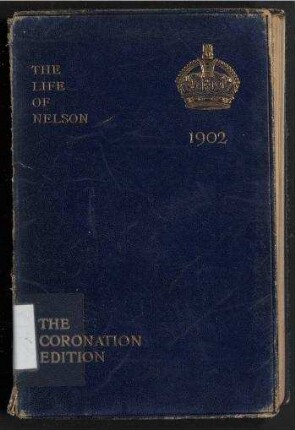 THE
LIFE
OF
NELSON
1902
THE
CORONATION
EDITION